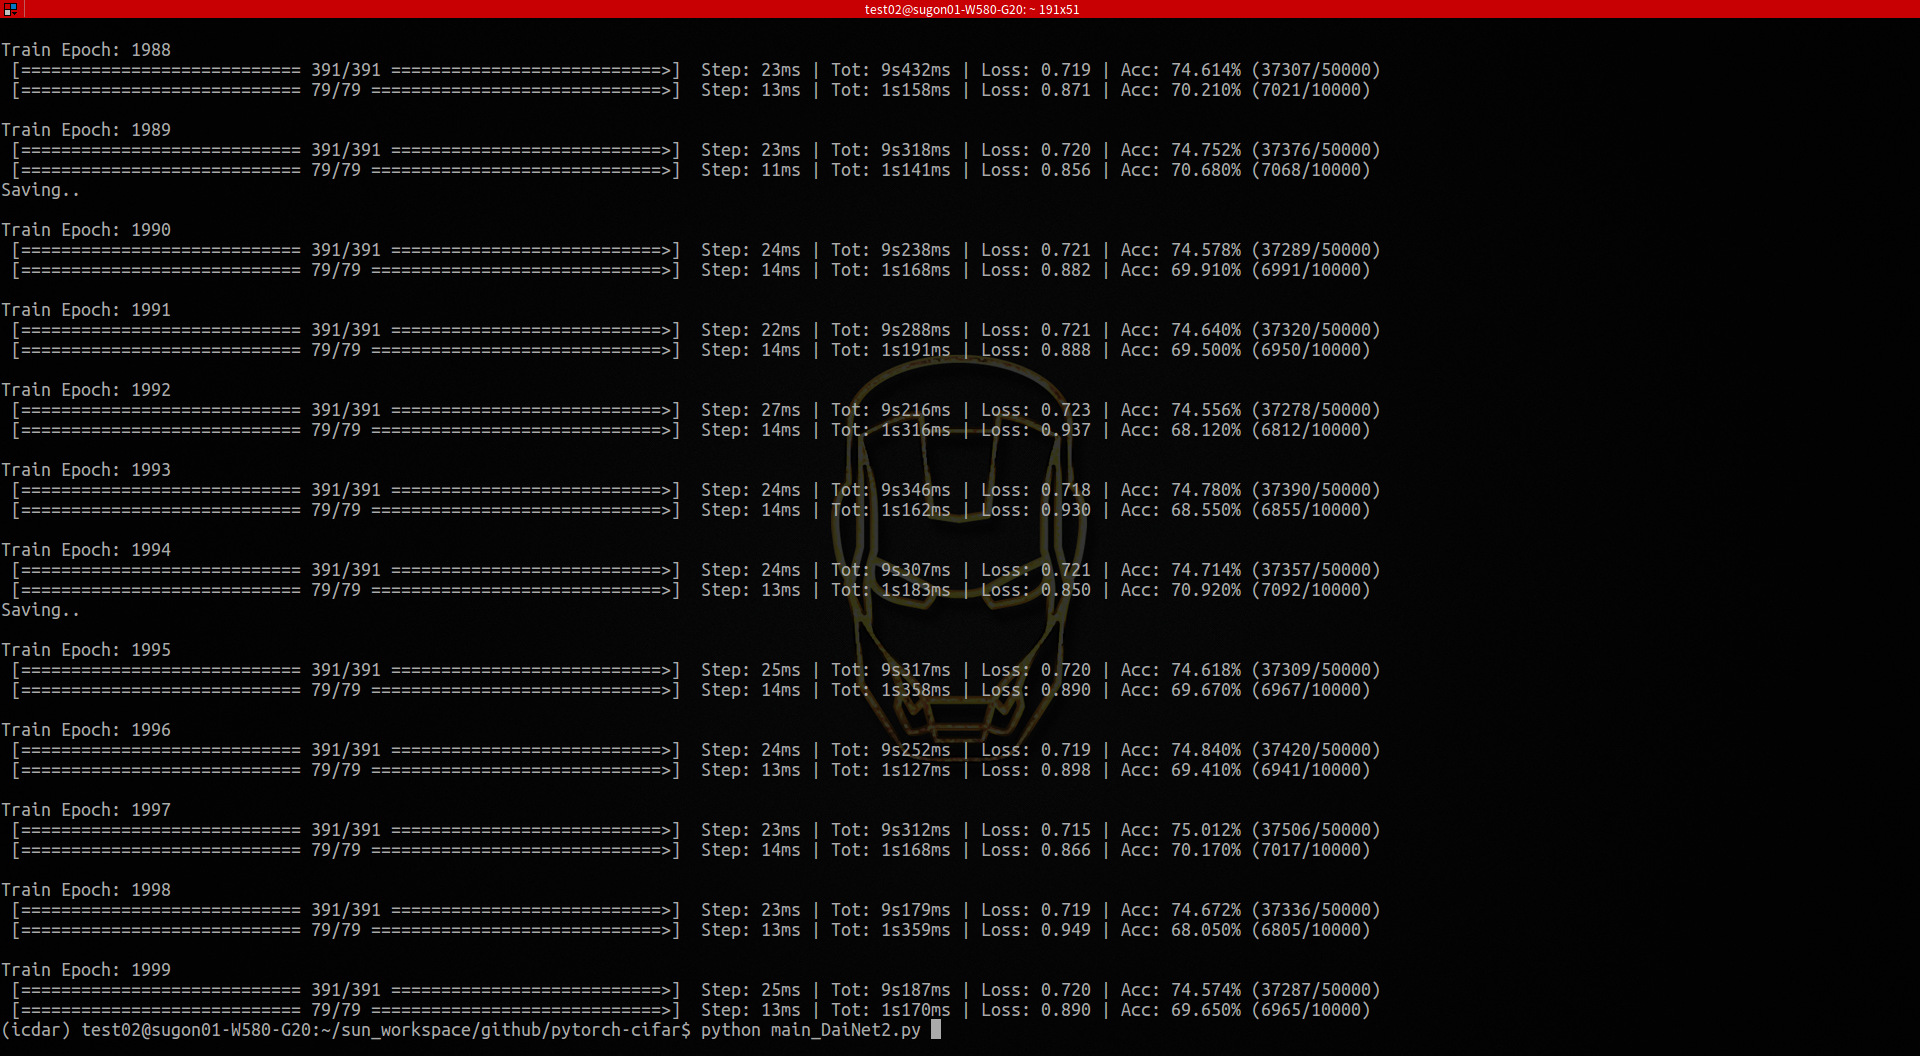 test02@sugon01-W580-G20: ~ 191x51
Train Epoch: 1988
[============================ 391/391 ===========================>]  Step: 23ms | Tot: 9s432ms | Loss: 0.719 | Acc: 74.614% (37307/50000)
[============================ 79/79 =============================>]  Step: 13ms | Tot: 1s158ms | Loss: 0.871 | Acc: 70.210% (7021/10000)
Train Epoch: 1989
[============================ 391/391 ===========================>]  Step: 23ms | Tot: 9s318ms | Loss: 0.720 | Acc: 74.752% (37376/50000)
[============================ 79/79 =============================>]  Step: 11ms | Tot: 1s141ms | Loss: 0.856 | Acc: 70.680% (7068/10000)
Saving..
Train Epoch: 1990
[============================ 391/391 ===========================>]  Step: 24ms | Tot: 9s238ms | Loss: 0.721 | Acc: 74.578% (37289/50000)
[============================ 79/79 =============================>]  Step: 14ms | Tot: 1s168ms | Loss: 0.882 | Acc: 69.910% (6991/10000)
Train Epoch: 1991
[============================ 391/391 ===========================>]  Step: 22ms | Tot: 9s288ms | Loss: 0.721 | Acc: 74.640% (37320/50000)
[============================ 79/79 =============================>]  Step: 14ms | Tot: 1s191ms | Loss: 0.888 | Acc: 69.500% (6950/10000)
Train Epoch: 1992
[============================ 391/391 ===========================>]  Step: 27ms | Tot: 9s216ms | Loss: 0.723 | Acc: 74.556% (37278/50000)
[============================ 79/79 =============================>]  Step: 14ms | Tot: 1s316ms | Loss: 0.937 | Acc: 68.120% (6812/10000)
Train Epoch: 1993
[============================ 391/391 ===========================>]  Step: 24ms | Tot: 9s346ms | Loss: 0.718 | Acc: 74.780% (37390/50000)
[============================ 79/79 =============================>]  Step: 14ms | Tot: 1s162ms | Loss: 0.930 | Acc: 68.550% (6855/10000)
Train Epoch: 1994
[============================ 391/391 ===========================>]  Step: 24ms | Tot: 9s307ms | Loss: 0.721 | Acc: 74.714% (37357/50000)
[============================ 79/79 =============================>]  Step: 13ms | Tot: 1s183ms | Loss: 0.850 | Acc: 70.920% (7092/10000)
Saving..
Train Epoch: 1995
[============================ 391/391 ===========================>]  Step: 25ms | Tot: 9s317ms | Loss: 0.720 | Acc: 74.618% (37309/50000)
[============================ 79/79 =============================>]  Step: 14ms | Tot: 1s358ms | Loss: 0.890 | Acc: 69.670% (6967/10000)
Train Epoch: 1996
[============================ 391/391 ===========================>]  Step: 24ms | Tot: 9s252ms | Loss: 0.719 | Acc: 74.840% (37420/50000)
[============================ 79/79 =============================>]  Step: 13ms | Tot: 1s127ms | Loss: 0.898 | Acc: 69.410% (6941/10000)
Train Epoch: 1997
[============================ 391/391 ===========================>]  Step: 23ms | Tot: 9s312ms | Loss: 0.715 | Acc: 75.012% (37506/50000)
[============================ 79/79 =============================>]  Step: 14ms | Tot: 1s168ms | Loss: 0.866 | Acc: 70.170% (7017/10000)
Train Epoch: 1998
[============================ 391/391 ===========================>]  Step: 23ms | Tot: 9s179ms | Loss: 0.719 | Acc: 74.672% (37336/50000)
[============================ 79/79 =============================>]  Step: 13ms | Tot: 1s359ms | Loss: 0.949 | Acc: 68.050% (6805/10000)
Train Epoch: 1999
[============================ 391/391 ===========================>]  Step: 25ms | Tot: 9s187ms | Loss: 0.720 | Acc: 74.574% (37287/50000)
[============================ 79/79 =============================>]  Step: 13ms | Tot: 1s170ms | Loss: 0.890 | Acc: 69.650% (6965/10000)
(icdar) test02@sugon01-W580-G20:~/sun_workspace/github/pytorch-cifar$ python main_DaiNet2.py